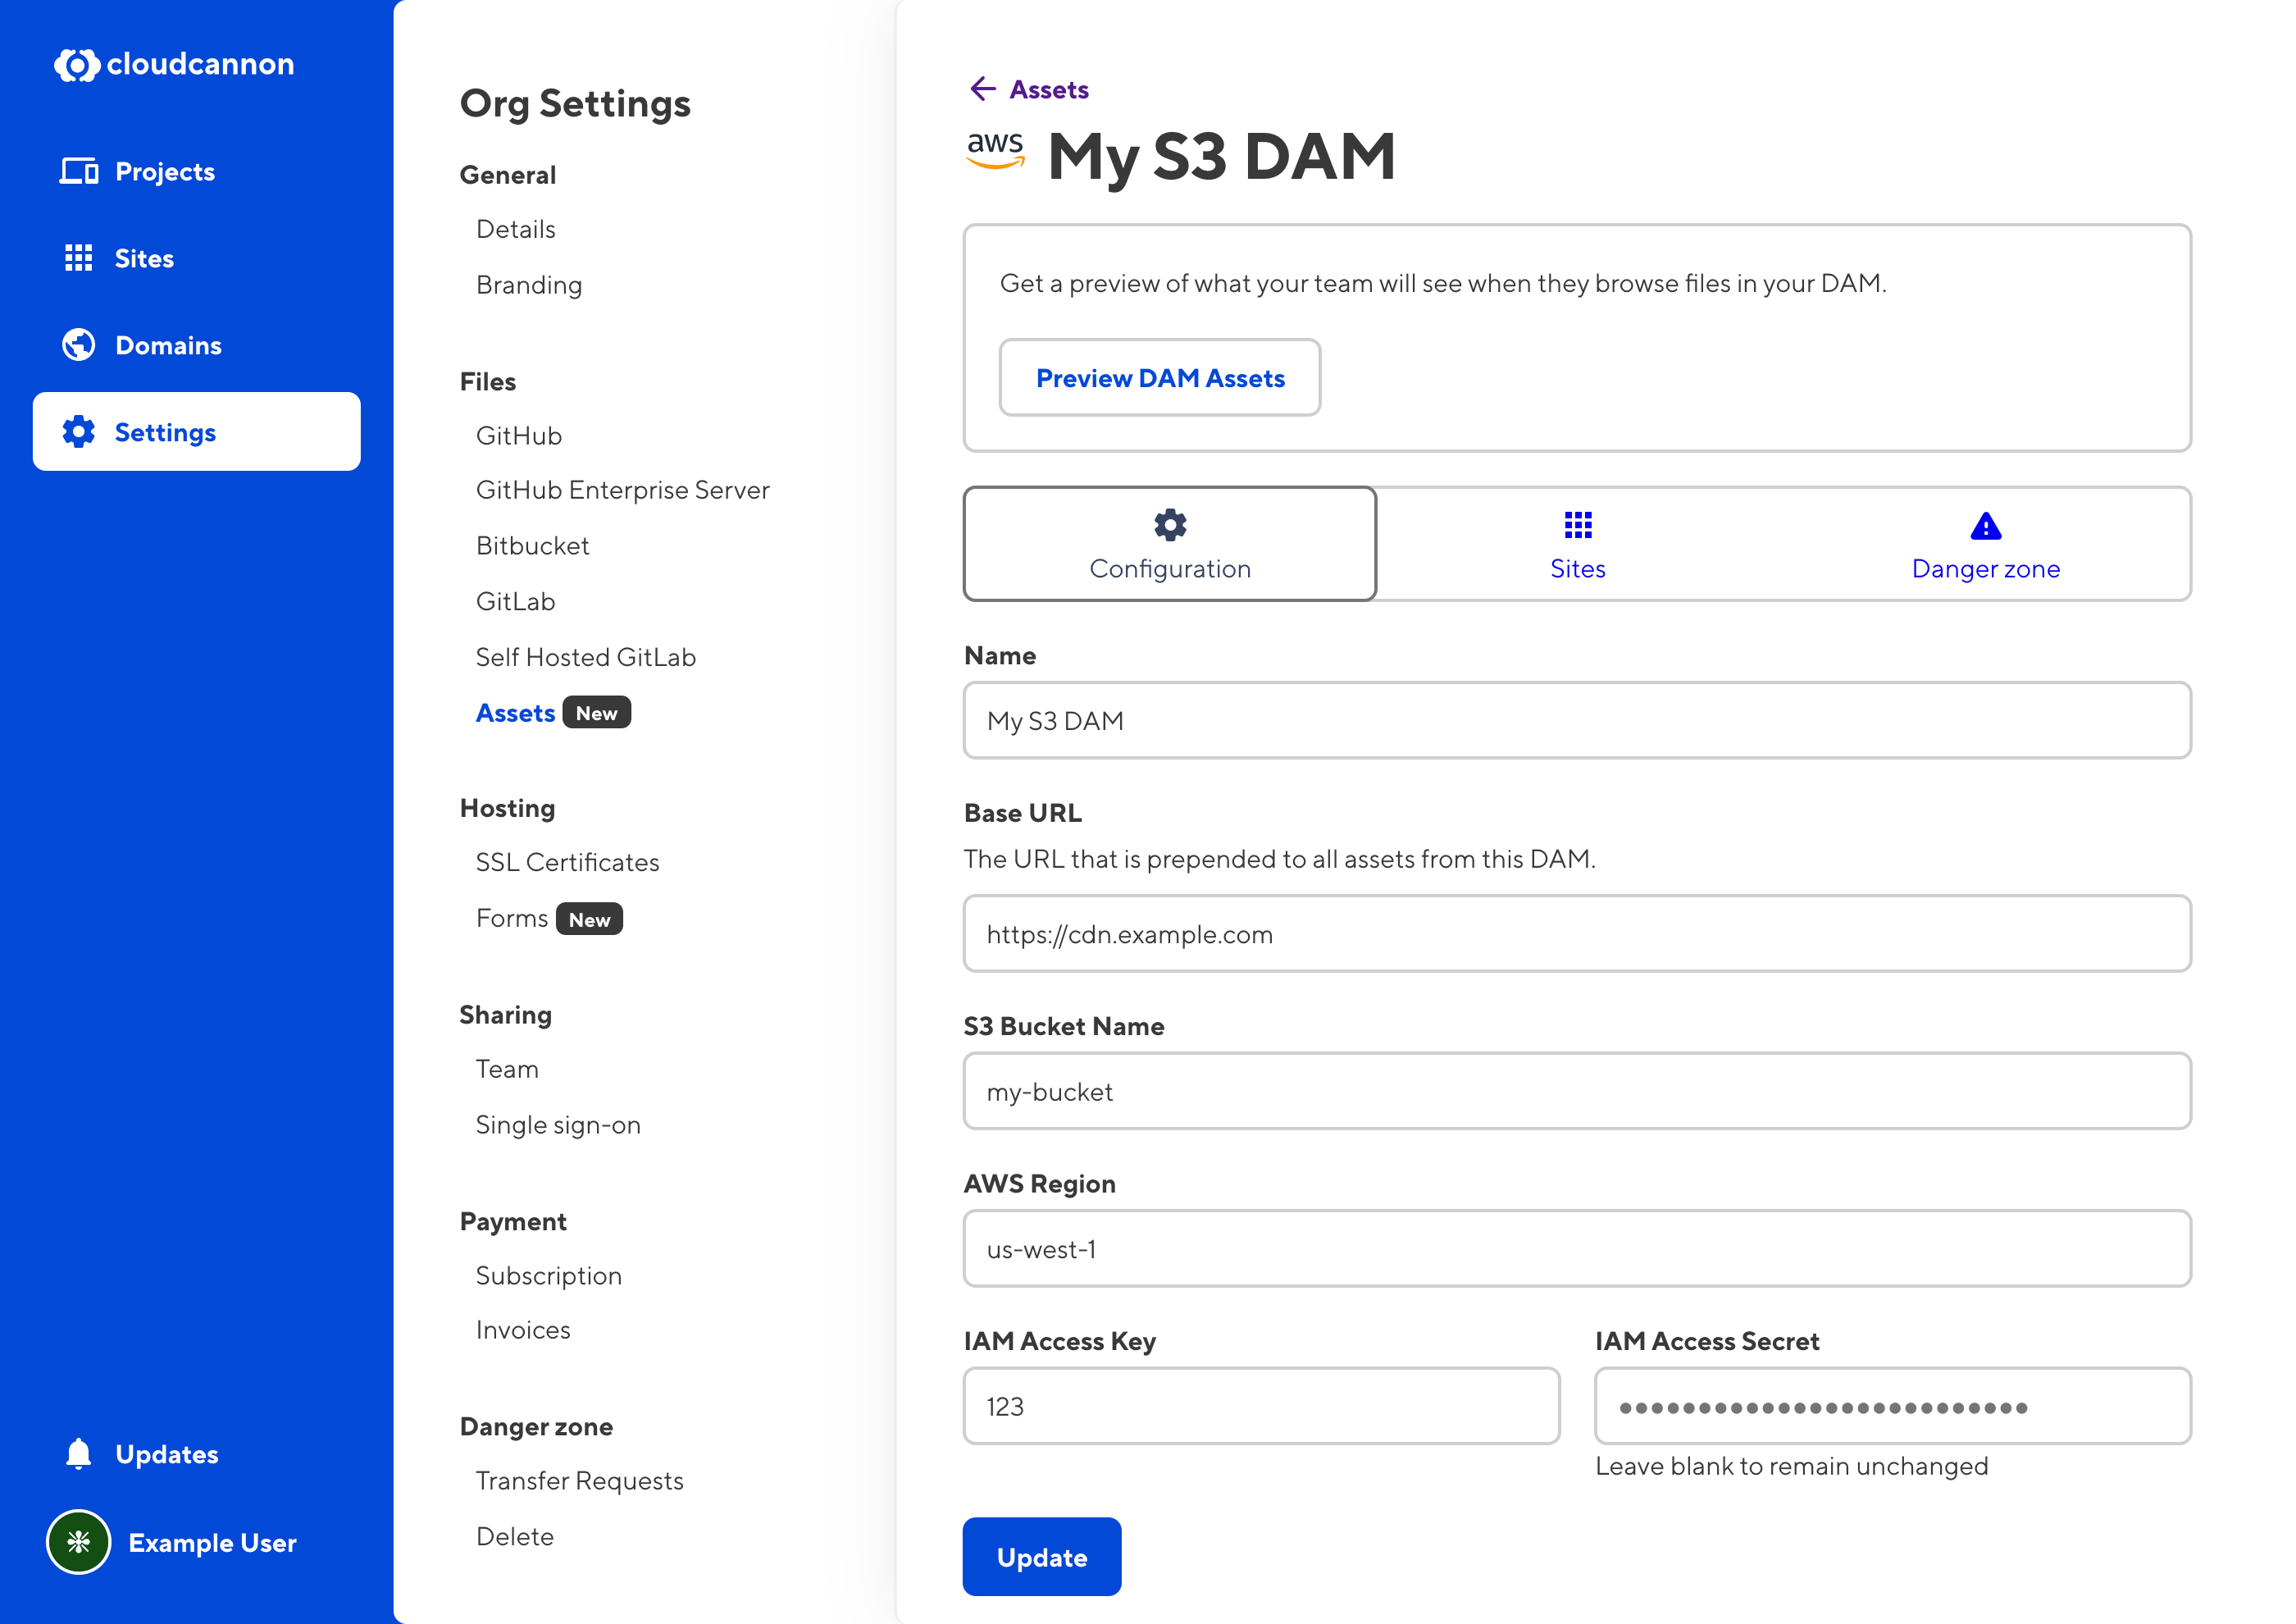 cloudcannon
Projects
Sites
Domains
Settings
Updates
Example User
Org Settings
General
Details
Branding
Files
GitHub
GitHub Enterprise Server
Bitbucket
GitLab
Self Hosted GitLab
Assets New
Hosting
SSL Certificates
Forms New
Sharing
Team
Single sign-on
Payment
Subscription
Invoices
Danger zone
Transfer Requests
Delete
Assets
aws My S3 DAM
Get a preview of what your team will see when they browse files in your DAM.
Preview DAM Assets
Configuration
Sites
Danger zone
Name
My S3 DAM
Base URL
The URL that is prepended to all assets from this DAM.
https://cdn.example.com
S3 Bucket Name
my-bucket
AWS Region
us-west-1
IAM Access Key
123
IAM Access Secret
••••••••••••••••••••••••••
Leave blank to remain unchanged
Update